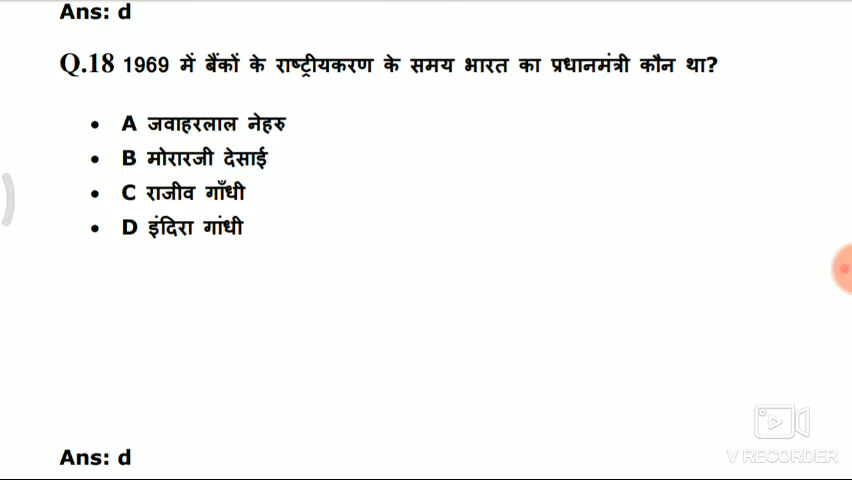 Ans: d
Q.18 1969 में बैंकों के राष्ट्रीयकरण के समय भारत का प्रधानमंत्री कौन था?
• A जवाहरलाल नेहरु
• B मोरारजी देसाई
• C राजीव गाँधी
• D इंदिरा गांधी
V RECORDER
Ans: d